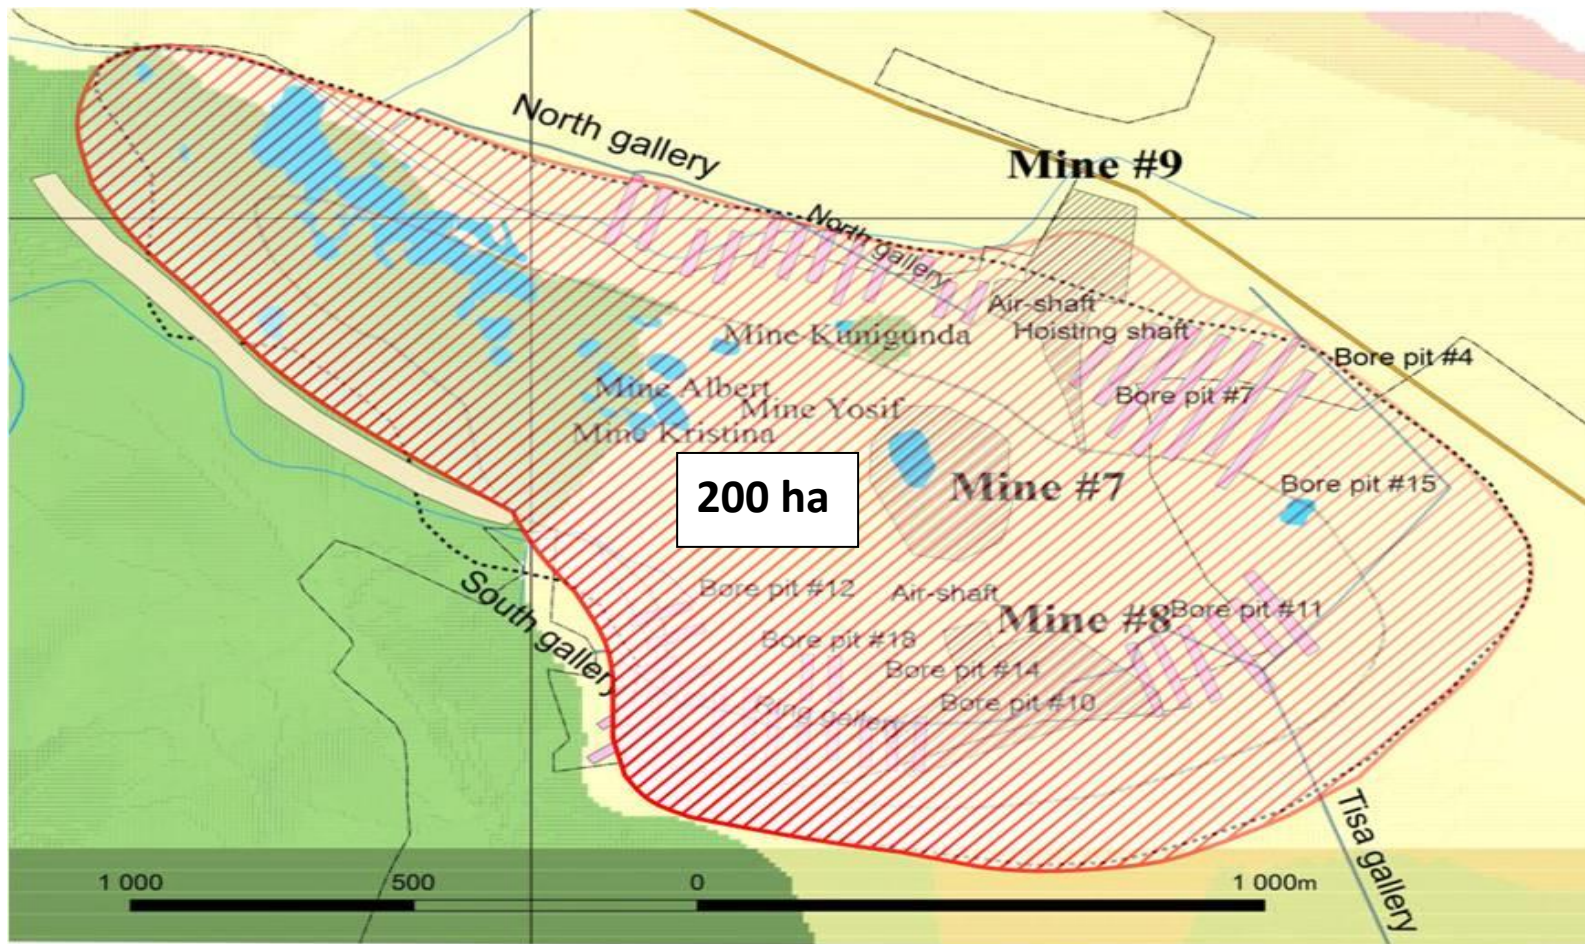 North gallery
Mine #9
North gallery
Air-shaft
Hoisting shaft
Mine Kunigunda
Bore pit #4
Mine Albert
Bore pit #7
Mine Yosif
Mine Kristina
Mine #7
Bore pit #15
200 ha
South gallery
Bore pit #12
Air-shaft
Mine #8
Bore pit #11
Bore pit #18
Bore pit #14
Bore pit #10
Ring gallery
Tisa gallery
1 000 500 0 1 000m